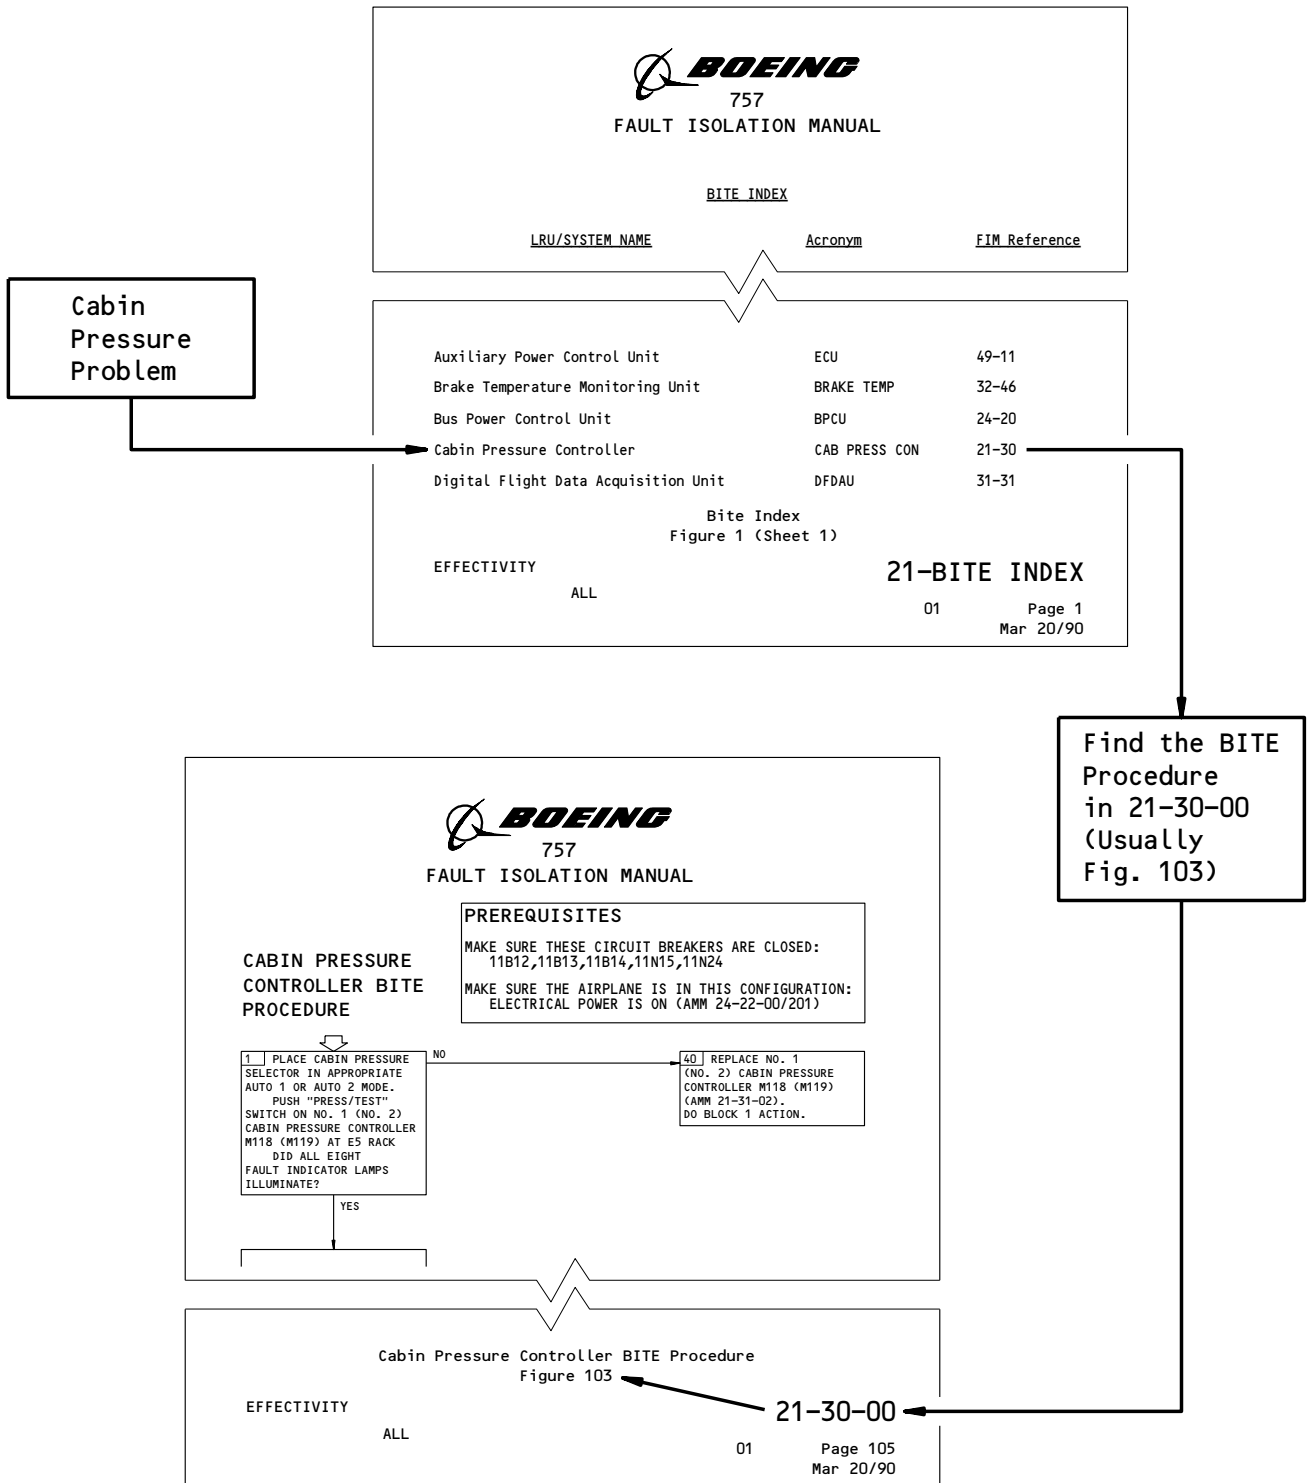 BOEING
757
FAULT ISOLATION MANUAL
BITE INDEX
LRU/SYSTEM NAME Acronym FIM Reference
Cabin
Pressure
Problem
Auxiliary Power Control Unit ECU 49-11
Brake Temperature Monitoring Unit BRAKE TEMP 32-46
Bus Power Control Unit BPCU 24-20
Cabin Pressure Controller CAB PRESS CON 21-30
Digital Flight Data Acquisition Unit DFDAU 31-31
Bite Index
Figure 1 (Sheet 1)
EFFECTIVITY
ALL
21-BITE INDEX
01 Page 1
Mar 20/90
Find the BITE
Procedure
in 21-30-00
(Usually
Fig. 103)
BOEING
757
FAULT ISOLATION MANUAL
PREREQUISITES
MAKE SURE THESE CIRCUIT BREAKERS ARE CLOSED:
11B12,11B13,11B14,11N15,11N24
MAKE SURE THE AIRPLANE IS IN THIS CONFIGURATION:
ELECTRICAL POWER IS ON (AMM 24-22-00/201)
CABIN PRESSURE
CONTROLLER BITE
PROCEDURE
1 PLACE CABIN PRESSURE
SELECTOR IN APPROPRIATE
AUTO 1 OR AUTO 2 MODE.
PUSH "PRESS/TEST"
SWITCH ON NO. 1 (NO. 2)
CABIN PRESSURE CONTROLLER
M118 (M119) AT E5 RACK
DID ALL EIGHT
FAULT INDICATOR LAMPS
ILLUMINATE?
NO
40 REPLACE NO. 1
(NO. 2) CABIN PRESSURE
CONTROLLER M118 (M119)
(AMM 21-31-02).
DO BLOCK 1 ACTION.
YES
Cabin Pressure Controller BITE Procedure
Figure 103
EFFECTIVITY
ALL
21-30-00
01 Page 105
Mar 20/90